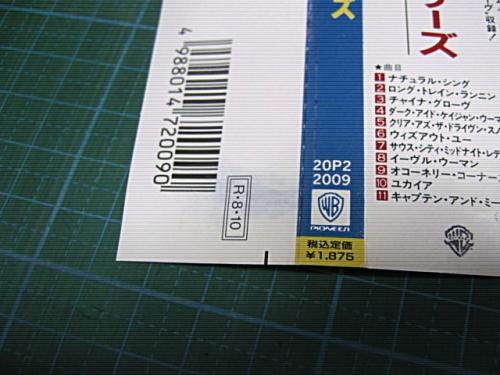 4 988014 720090
R・8・10
ズ
20P2
2009
WB
PIONEER
税込定価
¥1,875
ーズ
収録!
★曲目
1 ナチュラル・シング
2 ロング・トレイン・ランニン
3 チャイナ・グローヴ
4 ダーク・アイド・ケイジャン・ウーマ
5 クリア・アズ・ザ・ドリヴン・ス
6 ウィズアウト・ユー
7 サウス・シティ・ミッドナイト・レデ
8 イーヴル・ウーマン
9 オコーネリー・コーナー
10 ユカイア
11 キャプテン・アンド・ミー
WB